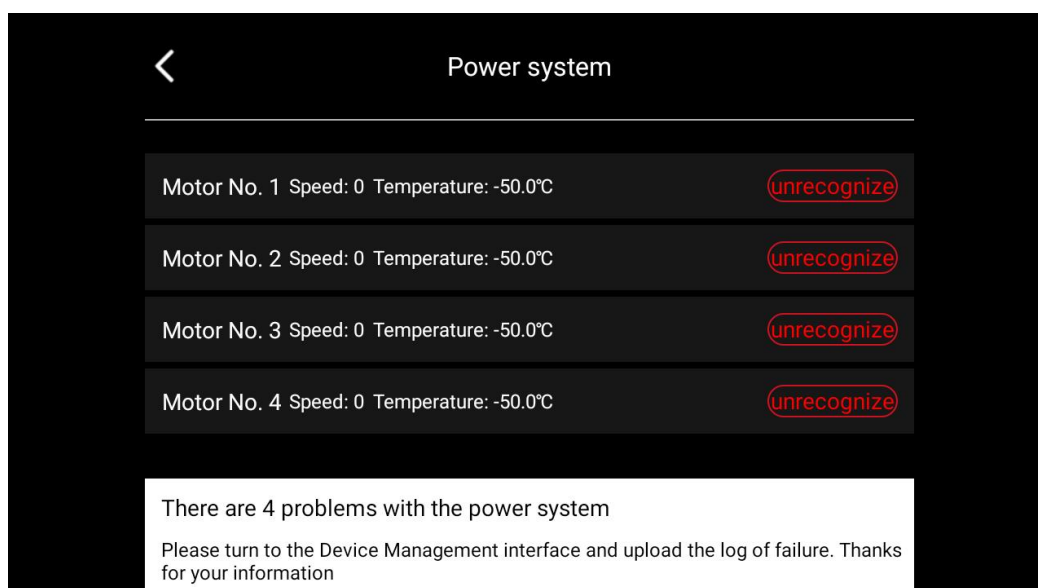 Power system
Motor No. 1 Speed: 0 Temperature: -50.0℃ unrecognize
Motor No. 2 Speed: 0 Temperature: -50.0℃ unrecognize
Motor No. 3 Speed: 0 Temperature: -50.0℃ unrecognize
Motor No. 4 Speed: 0 Temperature: -50.0℃ unrecognize
There are 4 problems with the power system
Please turn to the Device Management interface and upload the log of failure. Thanks
for your information